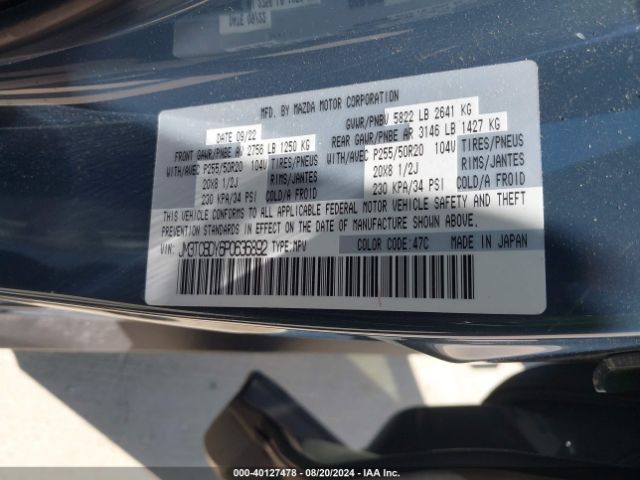 MFD. BY MAZDA MOTOR CORPORATION
DATE 09/22 GVWR/PNBV 5822 LB 2641 KG
FRONT GAWR/PNBE AV 2756 LB 1250 KG REAR GAWR/PNBE AR 3146 LB 1427 KG
WITH/AVEC P255/50R20 104V TIRES/PNEUS WITH/AVEC P255/50R20 104V TIRES/PNEUS
20X8 1/2J RIMS/JANTES 20X8 1/2J RIMS/JANTES
230 KPA/34 PSI COLD/A FROID 230 KPA/34 PSI COLD/A FROID
THIS VEHICLE CONFORMS TO ALL APPLICABLE FEDERAL MOTOR VEHICLE SAFETY AND THEFT
PREVENTION STANDARDS IN EFFECT ON THE DATE OF MANUFACTURE SHOWN ABOVE.
VIN: JM3TCBDY6P0636892 TYPE:MPV COLOR CODE:47C MADE IN JAPAN
000-40127478 - 08/20/2024 - IAA Inc.